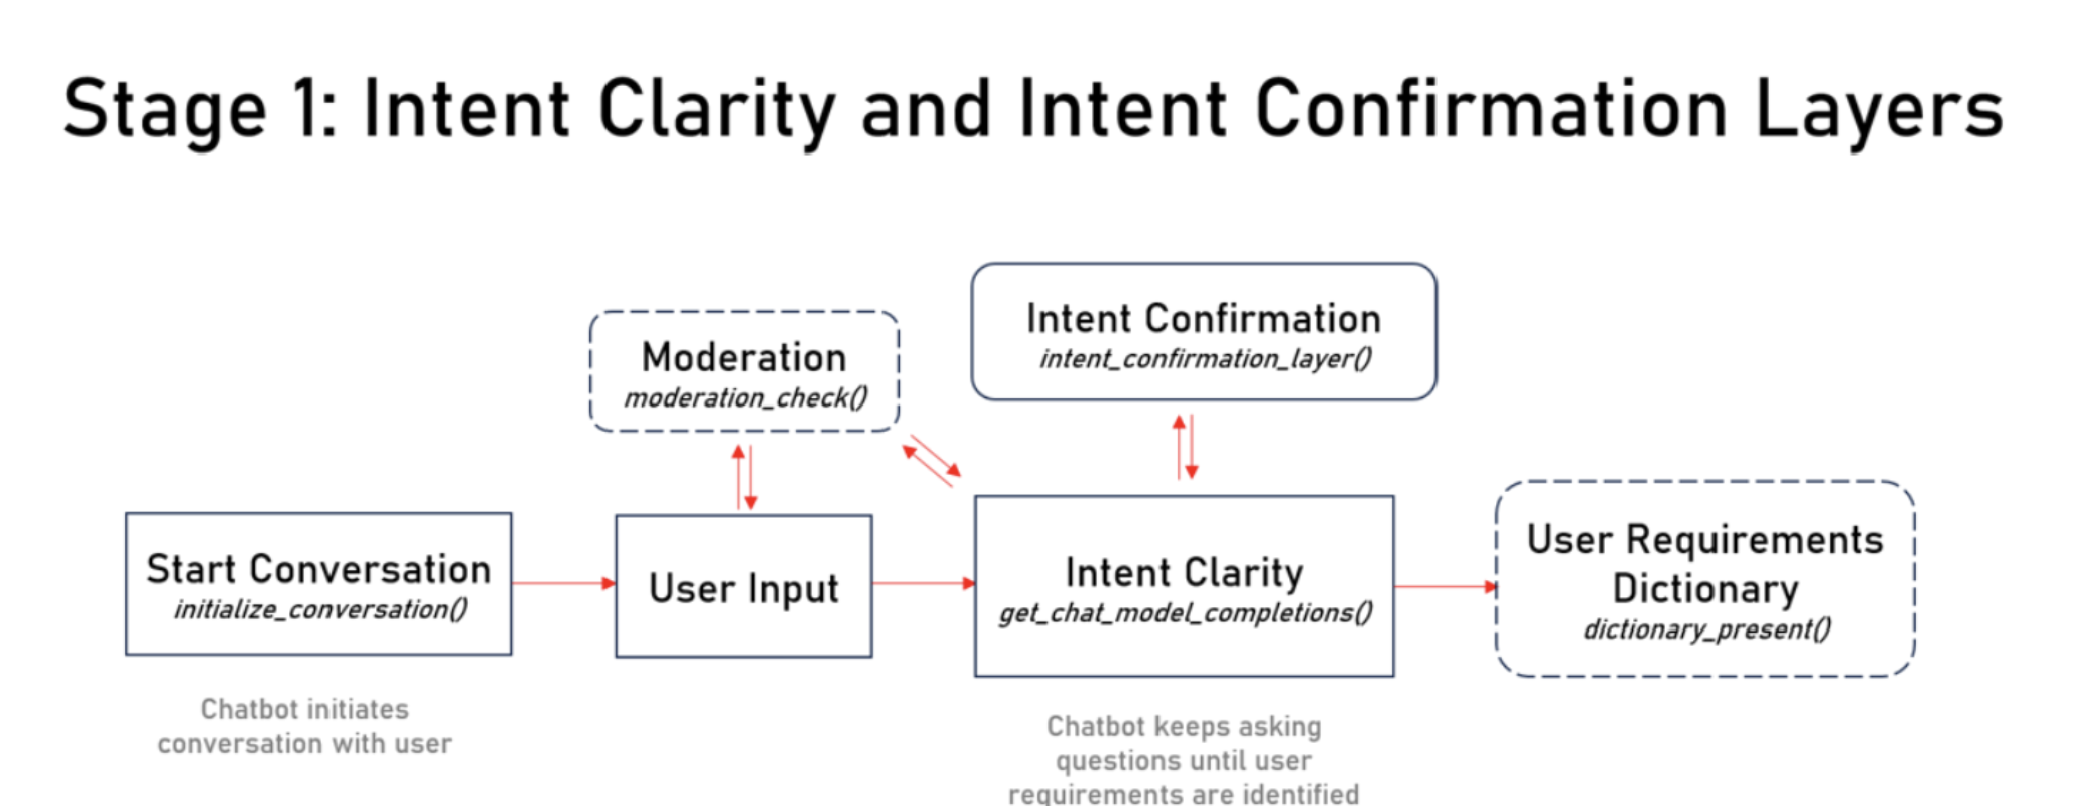 Stage 1: Intent Clarity and Intent Confirmation Layers
Intent Confirmation
intent_confirmation_layer()
Moderation
moderation_check()
Start Conversation
initialize_conversation()
User Input
Intent Clarity
get_chat_model_completions()
User Requirements
Dictionary
dictionary_present()
Chatbot initiates
conversation with user
Chatbot keeps asking
questions until user
requirements are identified